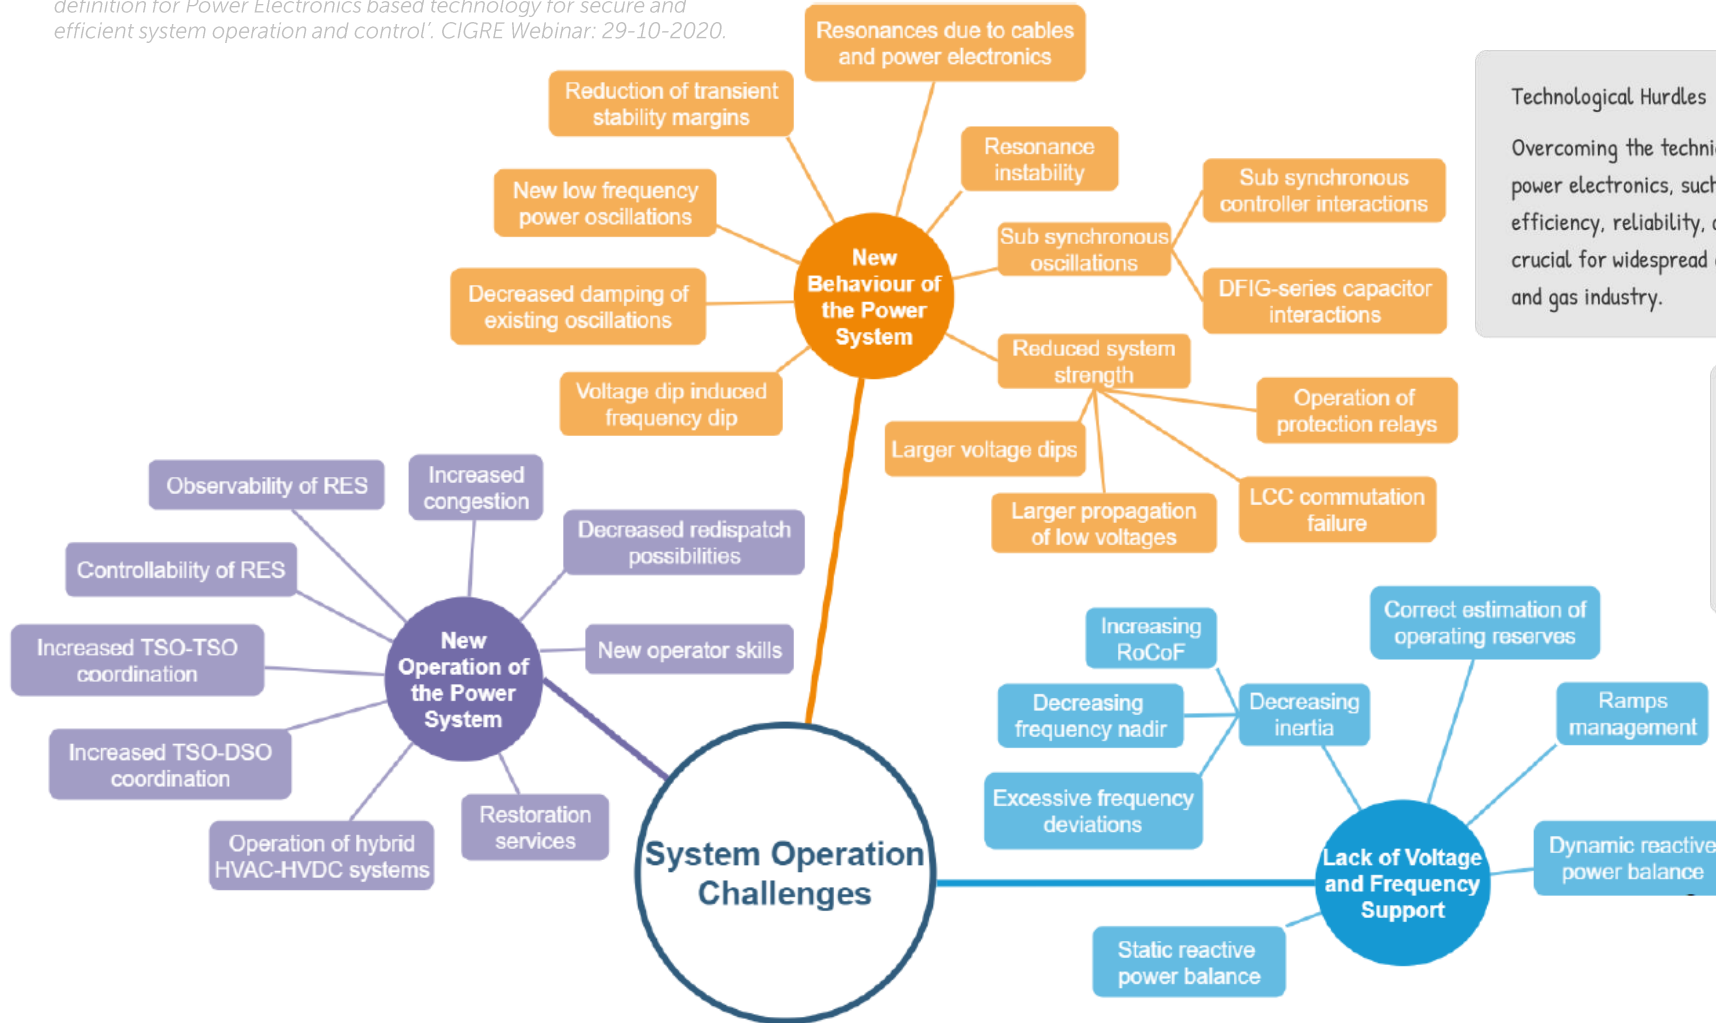 definition for Power Electronics based technology for secure and
efficient system operation and control'. CIGRE Webinar: 29-10-2020.
Resonances due to cables
and power electronics
Reduction of transient
stability margins
Resonance
instability
New low frequency
power oscillations
Sub synchronous
controller interactions
Sub synchronous
oscillations
New
Behaviour of
the Power
System
Decreased damping of
existing oscillations
DFIG-series capacitor
interactions
Reduced system
strength
Voltage dip induced
frequency dip
Operation of
protection relays
Larger voltage dips
LCC commutation
failure
Larger propagation
of low voltages
Technological Hurdles
Overcoming the
power electronics, such
efficiency, reliability,
crucial for widespread
and gas industry.
Observability of RES
Increased
congestion
Decreased redispatch
possibilities
Controllability of RES
New operator skills
Increased TSO-TSO
coordination
New
Operation of
the Power
System
Increased TSO-DSO
coordination
Operation of hybrid
HVAC-HVDC systems
Restoration
services
Correct estimation of
operating reserves
Increasing
RoCoF
Decreasing
frequency nadir
Decreasing
inertia
Ramps
management
Excessive frequency
deviations
System Operation
Challenges
Lack of Voltage
and Frequency
Support
Dynamic reactive
power balance
Static reactive
power balance